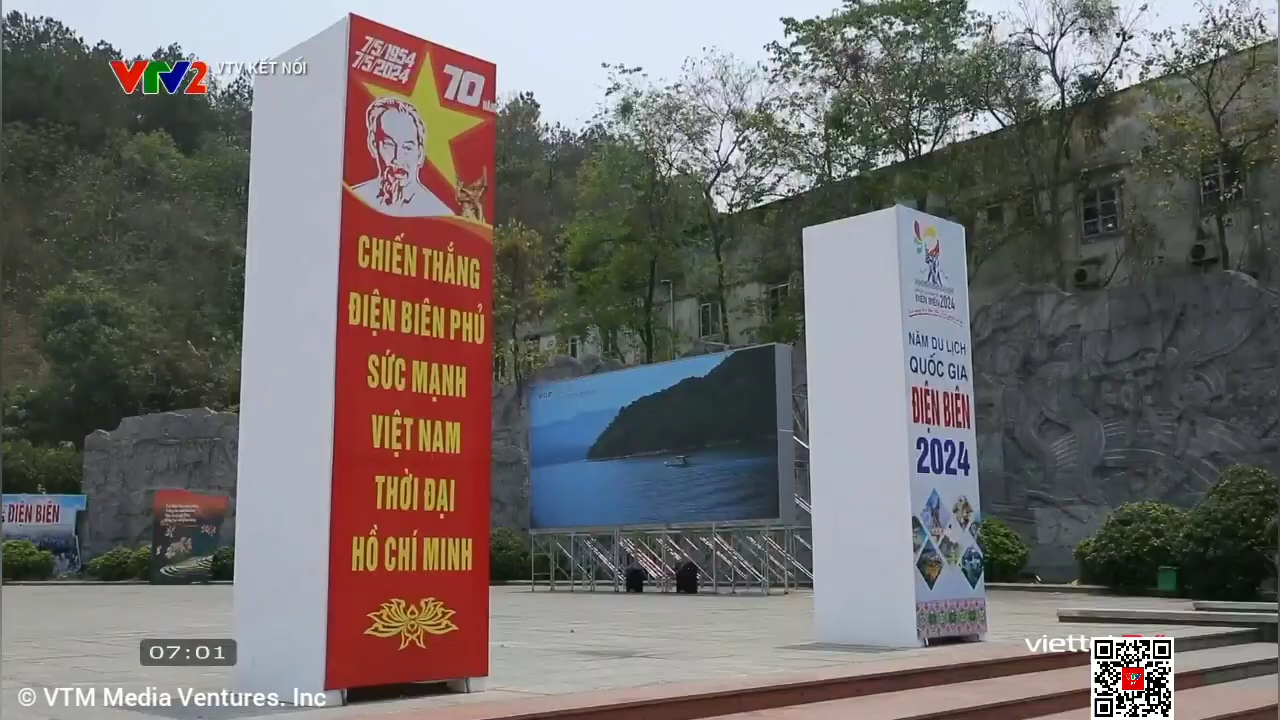 VTV2 VTV KẾT NỐI
7/5/1954
7/5/2024
70 NĂM
CHIẾN THẮNG
ĐIỆN BIÊN PHỦ
SỨC MẠNH
VIỆT NAM
THỜI ĐẠI
HỒ CHÍ MINH
ĐIỆN BIÊN 2024
NĂM DU LỊCH
QUỐC GIA
ĐIỆN BIÊN
2024
ĐIỆN BIÊN
07:01
© VTM Media Ventures. Inc